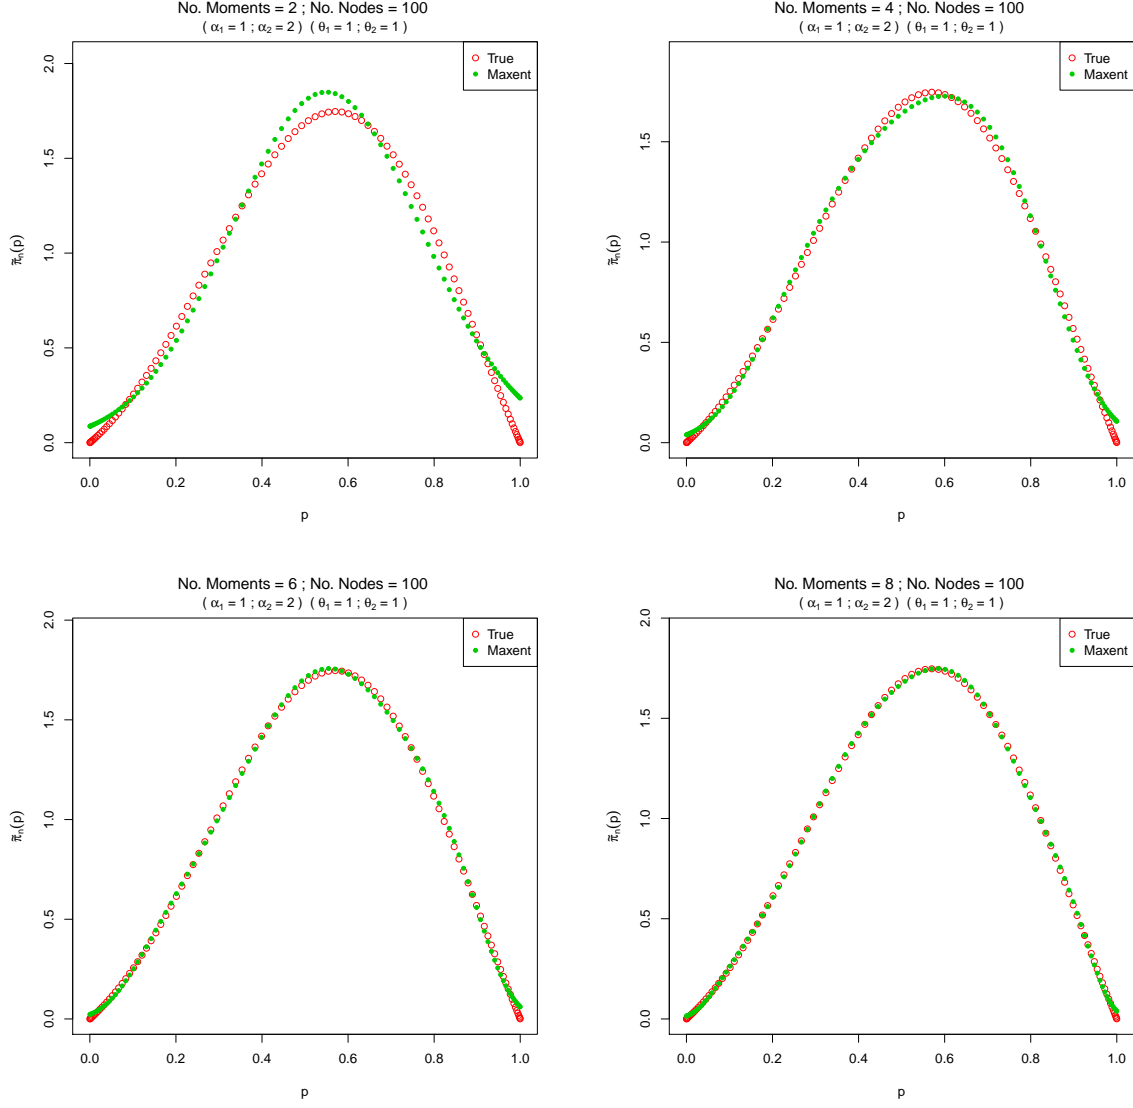 No. Moments = 2 ; No. Nodes = 100
( α₁ = 1 ; α₂ = 2 ) ( θ₁ = 1 ; θ₂ = 1 )
True
Maxent
2.0
1.5
1.0
0.5
0.0
π̃ₙ(p)
0.0 0.2 0.4 0.6 0.8 1.0
p
No. Moments = 4 ; No. Nodes = 100
( α₁ = 1 ; α₂ = 2 ) ( θ₁ = 1 ; θ₂ = 1 )
True
Maxent
1.5
1.0
0.5
0.0
π̃ₙ(p)
0.0 0.2 0.4 0.6 0.8 1.0
p
No. Moments = 6 ; No. Nodes = 100
( α₁ = 1 ; α₂ = 2 ) ( θ₁ = 1 ; θ₂ = 1 )
True
Maxent
2.0
1.5
1.0
0.5
0.0
π̃ₙ(p)
0.0 0.2 0.4 0.6 0.8 1.0
p
No. Moments = 8 ; No. Nodes = 100
( α₁ = 1 ; α₂ = 2 ) ( θ₁ = 1 ; θ₂ = 1 )
True
Maxent
2.0
1.5
1.0
0.5
0.0
π̃ₙ(p)
0.0 0.2 0.4 0.6 0.8 1.0
p